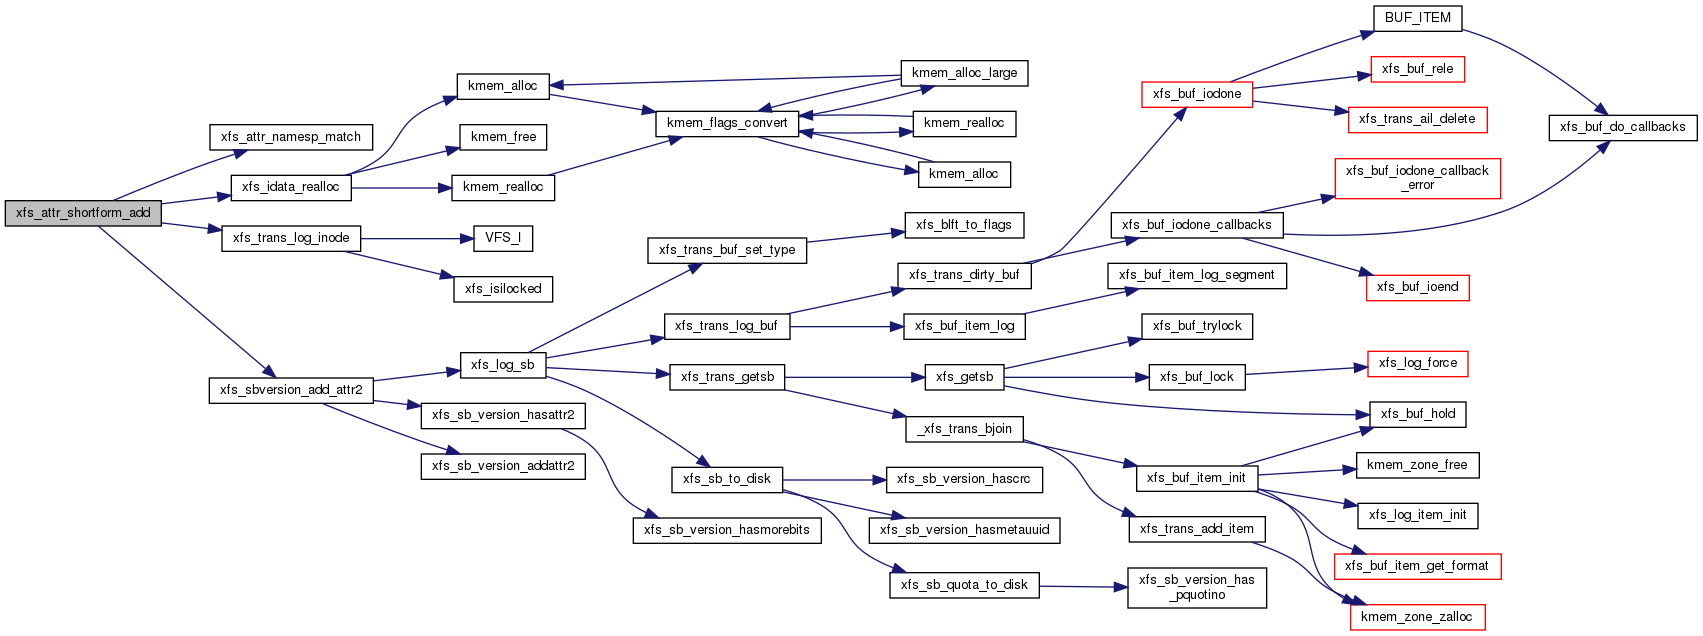 xfs_attr_shortform_add
xfs_attr_namesp_match
xfs_idata_realloc
xfs_trans_log_inode
xfs_sbversion_add_attr2
kmem_alloc
kmem_free
kmem_realloc
VFS_I
xfs_isilocked
xfs_log_sb
xfs_sb_version_hasattr2
xfs_sb_version_addattr2
kmem_flags_convert
xfs_trans_buf_set_type
xfs_trans_log_buf
xfs_trans_getsb
xfs_sb_to_disk
xfs_sb_version_hasmorebits
kmem_alloc_large
kmem_realloc
kmem_alloc
xfs_blft_to_flags
xfs_trans_dirty_buf
xfs_buf_item_log
xfs_getsb
_xfs_trans_bjoin
xfs_sb_version_hascrc
xfs_sb_version_hasmetauuid
xfs_sb_quota_to_disk
xfs_buf_iodone
xfs_buf_iodone_callbacks
xfs_buf_item_log_segment
xfs_buf_trylock
xfs_buf_lock
xfs_buf_item_init
xfs_trans_add_item
xfs_sb_version_has
_pquotino
BUF_ITEM
xfs_buf_rele
xfs_trans_ail_delete
xfs_buf_iodone_callback
_error
xfs_buf_ioend
xfs_log_force
xfs_buf_hold
kmem_zone_free
xfs_log_item_init
xfs_buf_item_get_format
kmem_zone_zalloc
xfs_buf_do_callbacks